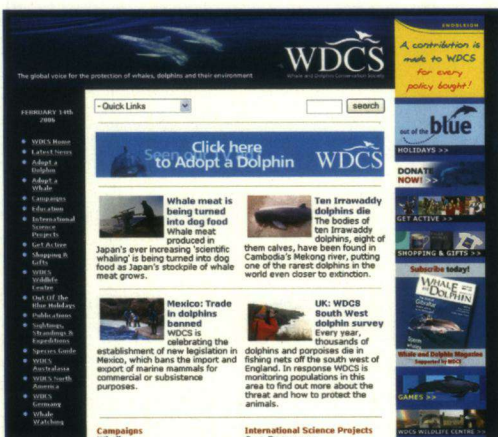 WDCS
Whale and Dolphin Conservation Society
The global voice for the protection of whales, dolphins and their environment
FEBRUARY 14th
2006
WDCS Home
Latest News
Adopt a
Dolphin
Adopt a
Whale
Campaigns
Education
International
Science
Projects
Get Active
Shopping &
Gifts
WDCS
Wildlife
Center
Out Of The
Blue Holidays
Publications
Sightings,
Strandings &
Expeditions
Species Guide
WDCS
Australasia
WDCS North
America
WDCS
Germany
Whale
Watching
- Quick Links
search
Click here
to Adopt a Dolphin
WDCS
Whale meat is
being turned
into dog food
Whale meat
produced in
Japan's ever increasing 'scientific
whaling' is being turned into dog
food as Japan's stockpile of whale
meat grows.
Ten Irrawaddy
dolphins die
The bodies of
ten Irrawaddy
dolphins, eight of
them calves, have been found in
Cambodia's Mekong river, putting
one of the rarest dolphins in the
world even closer to extinction.
Mexico: Trade
in dolphins
banned
WDCS is
celebrating the
establishment of new legislation in
Mexico, which bans the import and
export of marine mammals for
commercial or subsistence
purposes.
UK: WDCS
South West
dolphin survey
Every year,
thousands of
dolphins and porpoises die in
fishing nets off the south west of
England. In response WDCS is
monitoring populations in this
area to find out more about the
threat and how to protect the
animals.
Campaigns
International Science Projects
ENDSLEIGH
A contribution is
made to WDCS
for every
policy bought!
out of the blue
HOLIDAYS >>
DONATE
NOW! >>
GET ACTIVE >>
SHOPPING & GIFTS >>
Subscribe today!
WHALE
DOLPHIN
Whale and Dolphin Magazine
Supported by WDCS
GAMES >>
WDCS WILDLIFE CENTRE >>